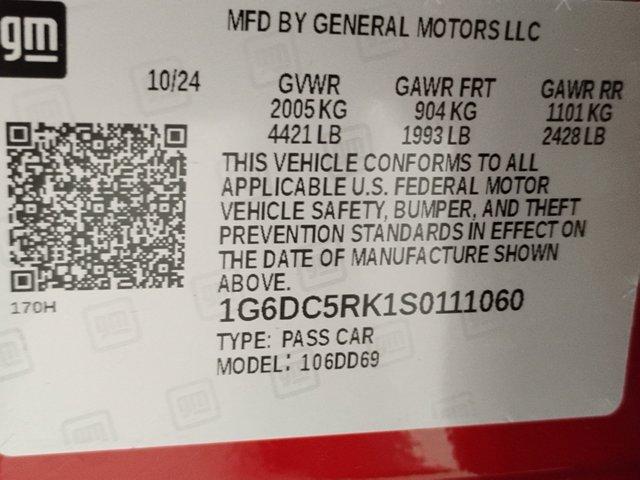 gm
MFD BY GENERAL MOTORS LLC
10/24 GVWR GAWR FRT GAWR RR
2005 KG 904 KG 1101 KG
4421 LB 1993 LB 2428 LB
THIS VEHICLE CONFORMS TO ALL
APPLICABLE U.S. FEDERAL MOTOR
VEHICLE SAFETY, BUMPER, AND THEFT
PREVENTION STANDARDS IN EFFECT ON
THE DATE OF MANUFACTURE SHOWN
ABOVE.
170H
1G6DC5RK1S0111060
TYPE: PASS CAR
MODEL: 106DD69